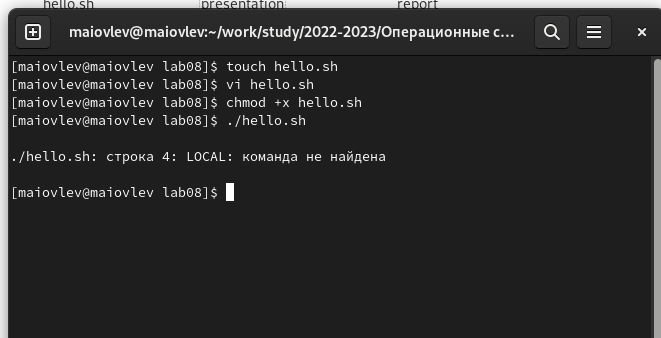 hello.sh presentation report
maiovlev@maiovlev:~/work/study/2022-2023/Операционные с...
[maiovlev@maiovlev lab08]$ touch hello.sh
[maiovlev@maiovlev lab08]$ vi hello.sh
[maiovlev@maiovlev lab08]$ chmod +x hello.sh
[maiovlev@maiovlev lab08]$ ./hello.sh
./hello.sh: строка 4: LOCAL: команда не найдена
[maiovlev@maiovlev lab08]$